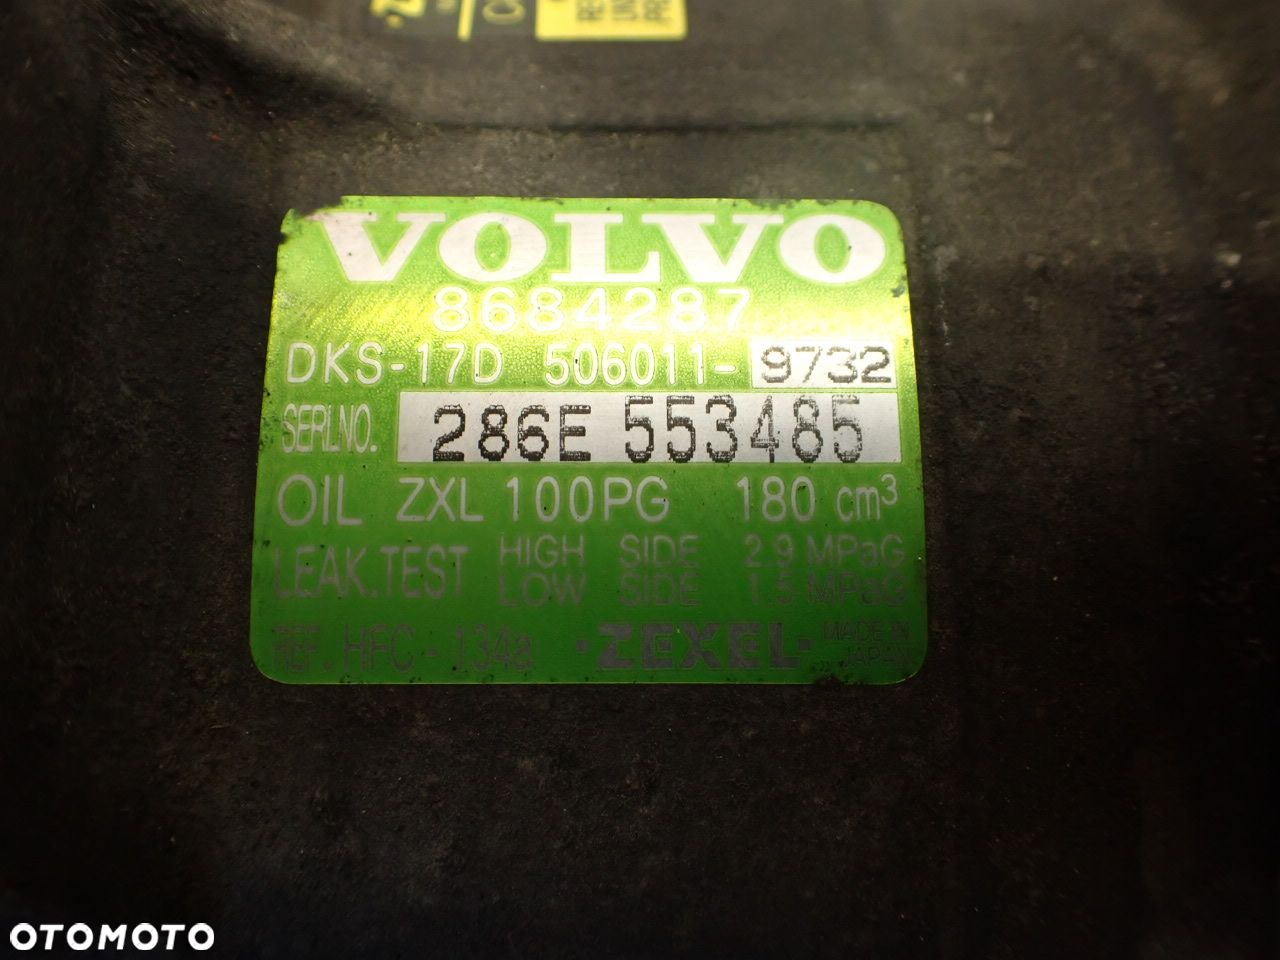 VOLVO
8684287
DKS-17D 506011-9732
SERI.NO. 286E 553485
OIL ZXL 100PG 180 cm³
LEAK.TEST HIGH SIDE 2.9 MPaG
LOW SIDE 1.5 MPaG
REF. HFC - 134a ·ZEXEL· MADE IN JAPAN
OTOMOTO